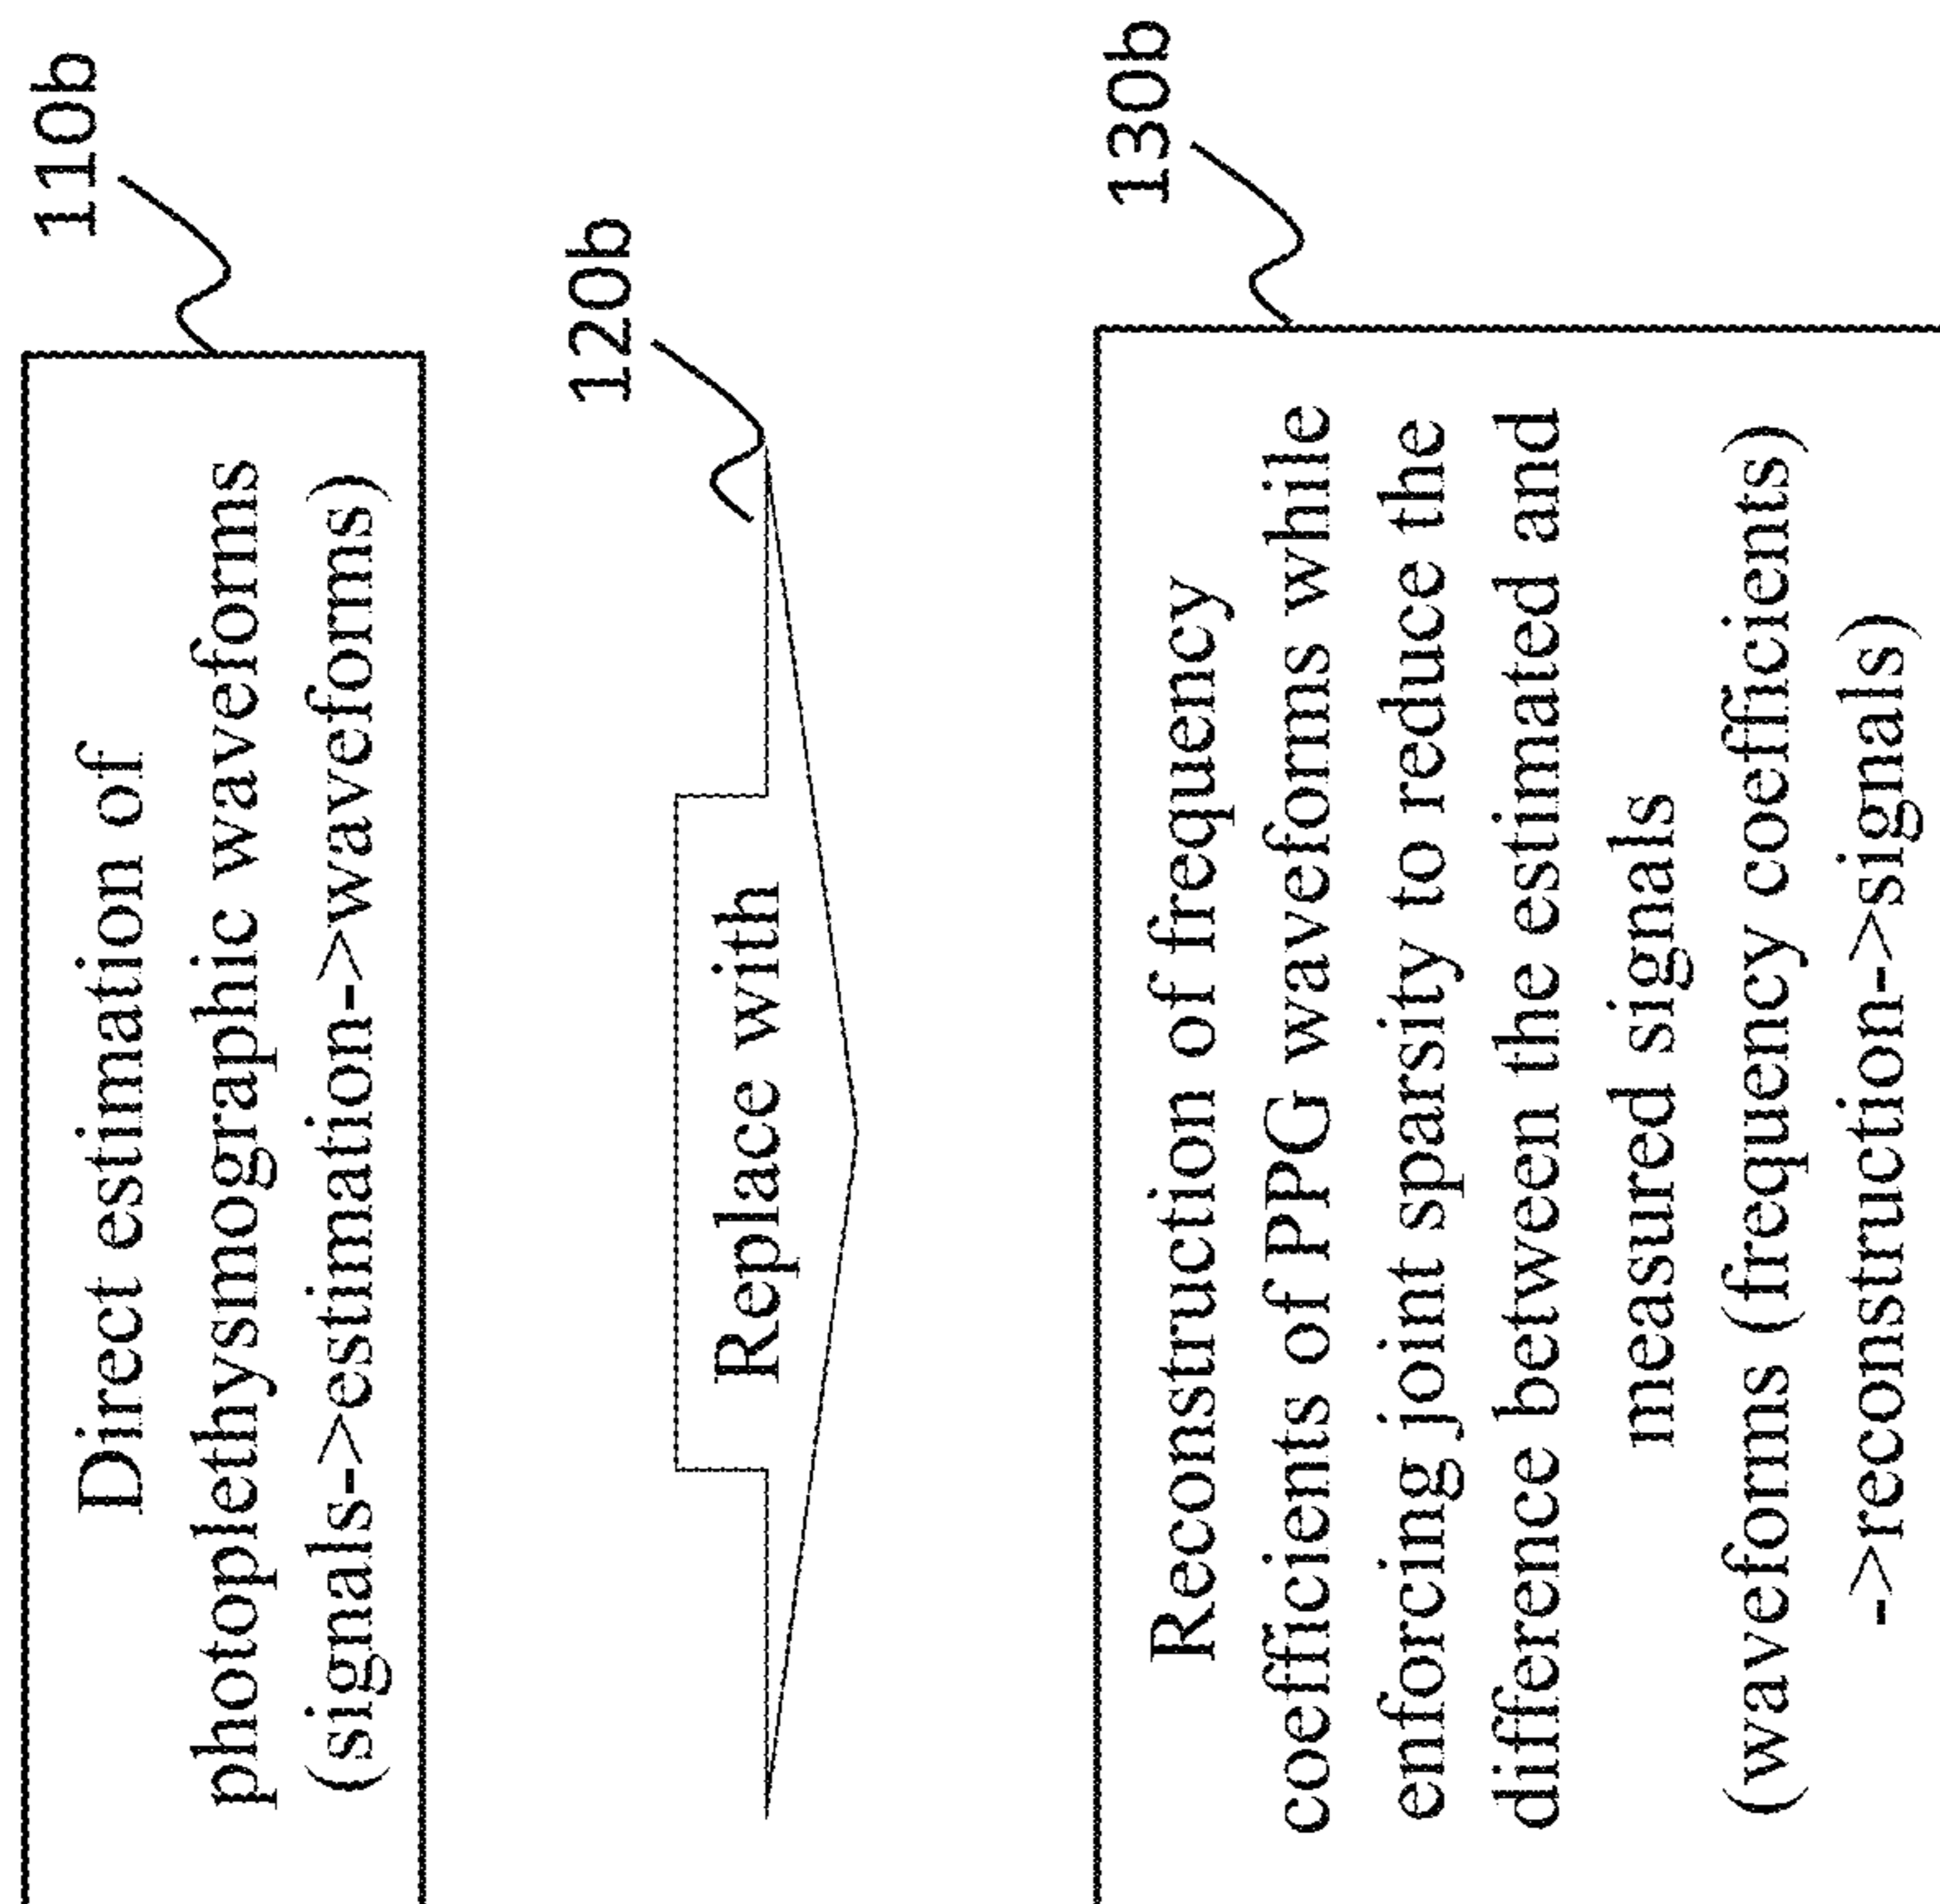 110b
Direct estimation of
photoplethysmographic waveforms
(signals->estimation->waveforms)
120b
Replace with
130b
Reconstruction of frequency
coefficients of PPG waveforms while
enforcing joint sparsity to reduce the
difference between the estimated and
measured signals
(waveforms (frequency coefficients)
->reconstruction->signals)